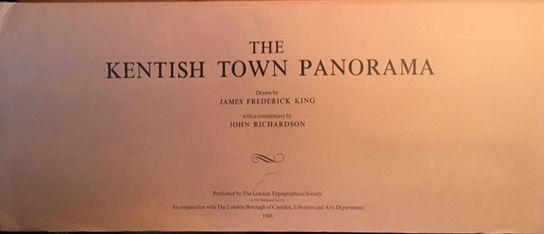 THE
KENTISH TOWN PANORAMA
Drawn by
JAMES FREDERICK KING
with a commentary by
JOHN RICHARDSON
Published by The London Topographical Society
In conjunction with The London Borough of Camden, Libraries and Arts Department
1986